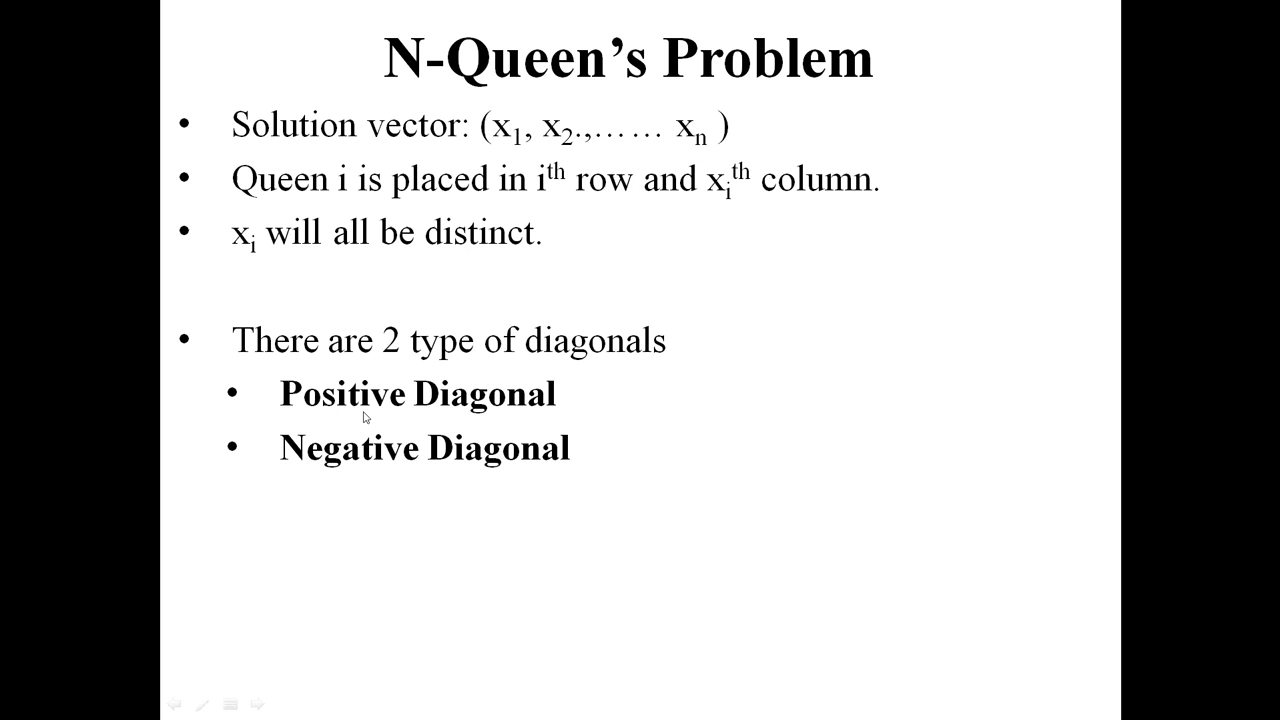 N-Queen’s Problem
• Solution vector: (x₁, x₂.,…… xₙ )
• Queen i is placed in iᵗʰ row and xᵢᵗʰ column.
• xᵢ will all be distinct.
• There are 2 type of diagonals
• Positive Diagonal
• Negative Diagonal